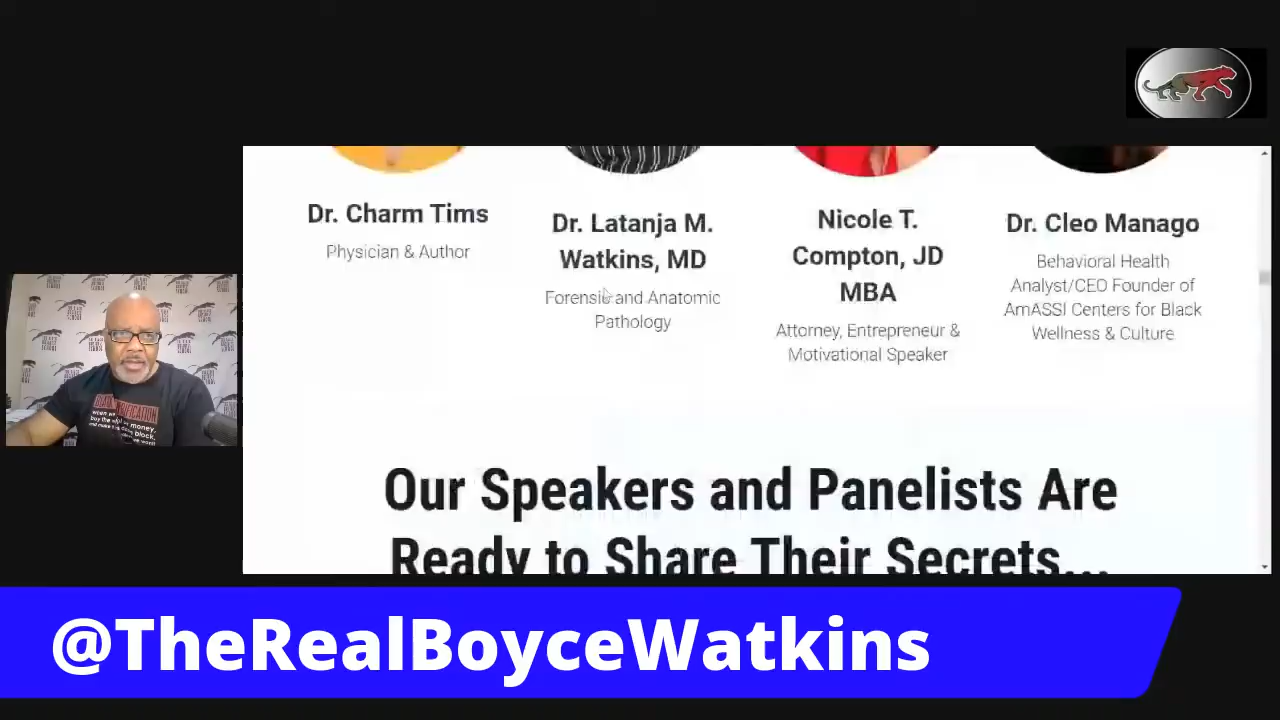 Dr. Charm Tims
Physician & Author
Dr. Latanja M.
Watkins, MD
Forensic and Anatomic
Pathology
Nicole T.
Compton, JD
MBA
Attorney, Entrepreneur &
Motivational Speaker
Dr. Cleo Manago
Behavioral Health
Analyst/CEO Founder of
AmASSI Centers for Black
Wellness & Culture
Our Speakers and Panelists Are
Ready to Share Their Secrets...
@TheRealBoyceWatkins